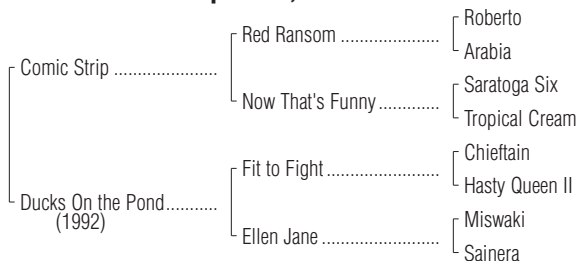 Roberto
Red Ransom ..................
Arabia
Comic Strip .....................
Saratoga Six
Now That's Funny ............
Tropical Cream
Chieftain
Fit to Fight ......................
Hasty Queen II
Ducks On the Pond..........
(1992)
Miswaki
Ellen Jane ........................
Sainera